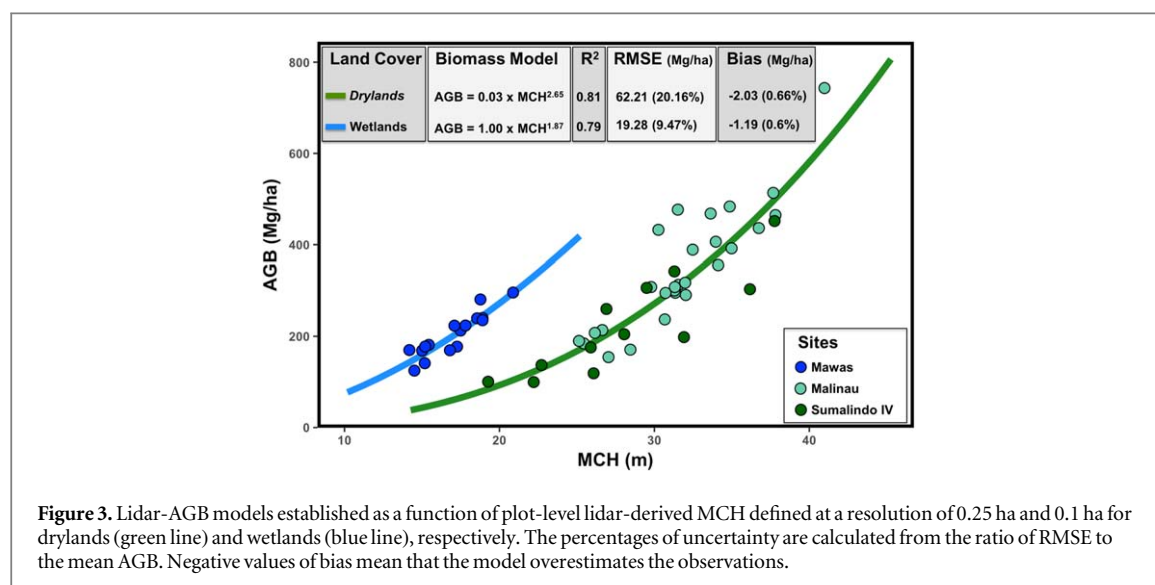 Land Cover Biomass Model R² RMSE (Mg/ha) Bias (Mg/ha)
Drylands AGB = 0.03 x MCH^2.65 0.81 62.21 (20.16%) -2.03 (0.66%)
Wetlands AGB = 1.00 x MCH^1.87 0.79 19.28 (9.47%) -1.19 (0.6%)
800
600
400
200
0
AGB (Mg/ha)
Sites
Mawas
Malinau
Sumalindo IV
10 20 30 40
MCH (m)
Figure 3. Lidar-AGB models established as a function of plot-level lidar-derived MCH defined at a resolution of 0.25 ha and 0.1 ha for
drylands (green line) and wetlands (blue line), respectively. The percentages of uncertainty are calculated from the ratio of RMSE to
the mean AGB. Negative values of bias mean that the model overestimates the observations.